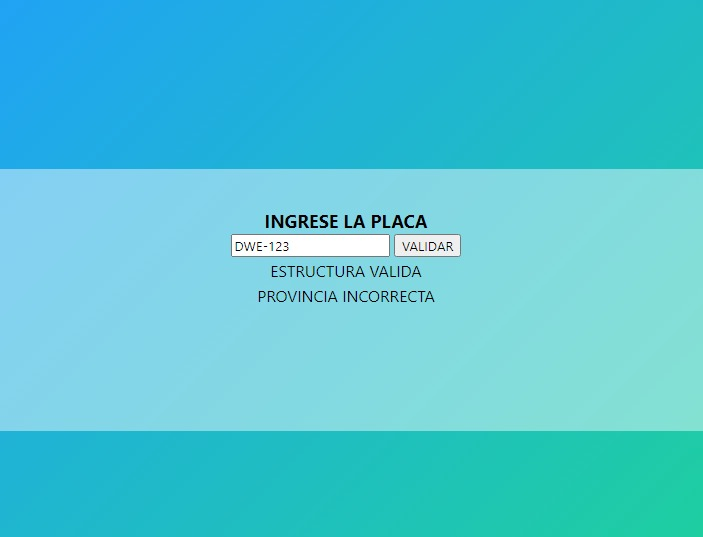 INGRESE LA PLACA
DWE-123 VALIDAR
ESTRUCTURA VALIDA
PROVINCIA INCORRECTA